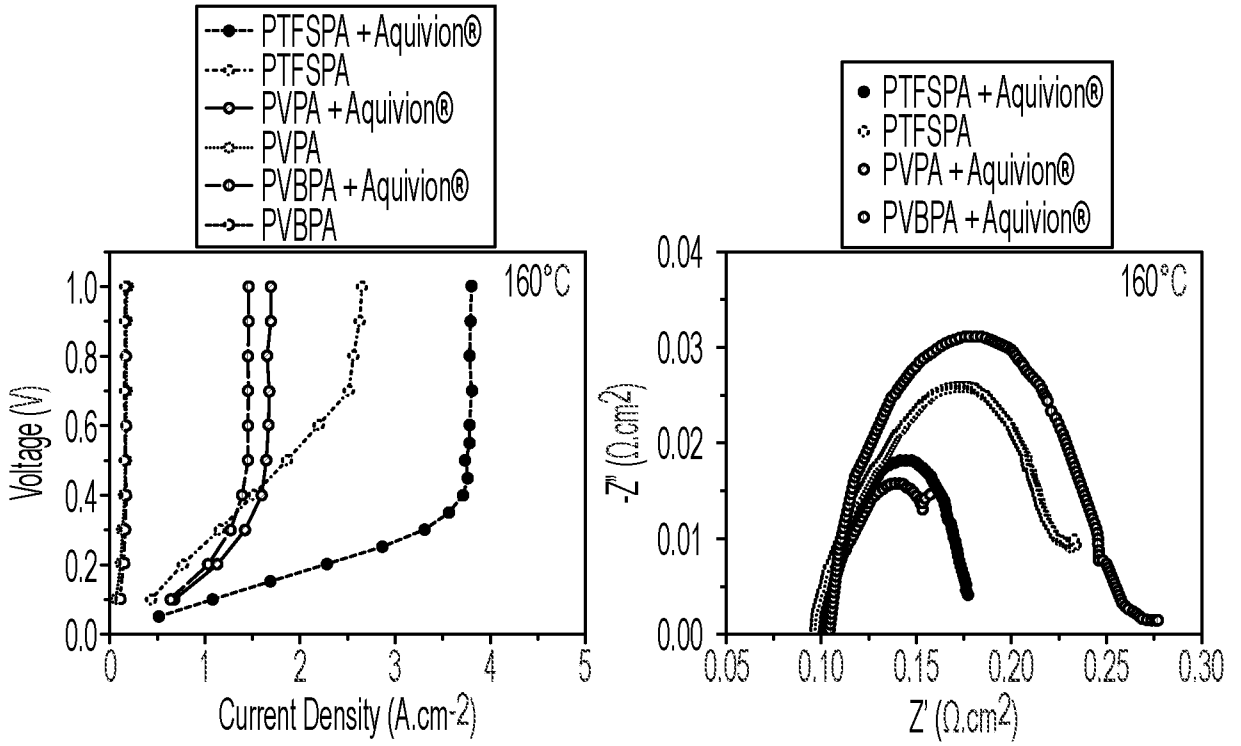 PTFSPA + Aquivion®
PTFSPA
PVPA + Aquivion®
PVPA
PVBPA + Aquivion®
PVBPA
160°C
1.0
0.8
0.6
0.4
0.2
0.0
Voltage (V)
0
1
2
3
4
5
Current Density (A.cm-2)
PTFSPA + Aquivion®
PTFSPA
PVPA + Aquivion®
PVBPA + Aquivion®
160°C
0.04
0.03
0.02
0.01
0.00
-Z''' (Ω.cm2)
0.05
0.10
0.15
0.20
0.25
0.30
Z' (Ω.cm2)